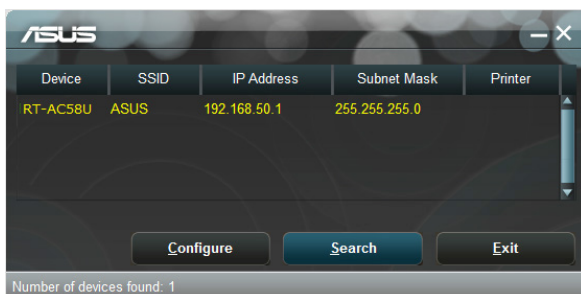 ASUS
Device SSID IP Address Subnet Mask Printer
RT-AC58U ASUS 192.168.50.1 255.255.255.0
Configure Search Exit
Number of devices found: 1